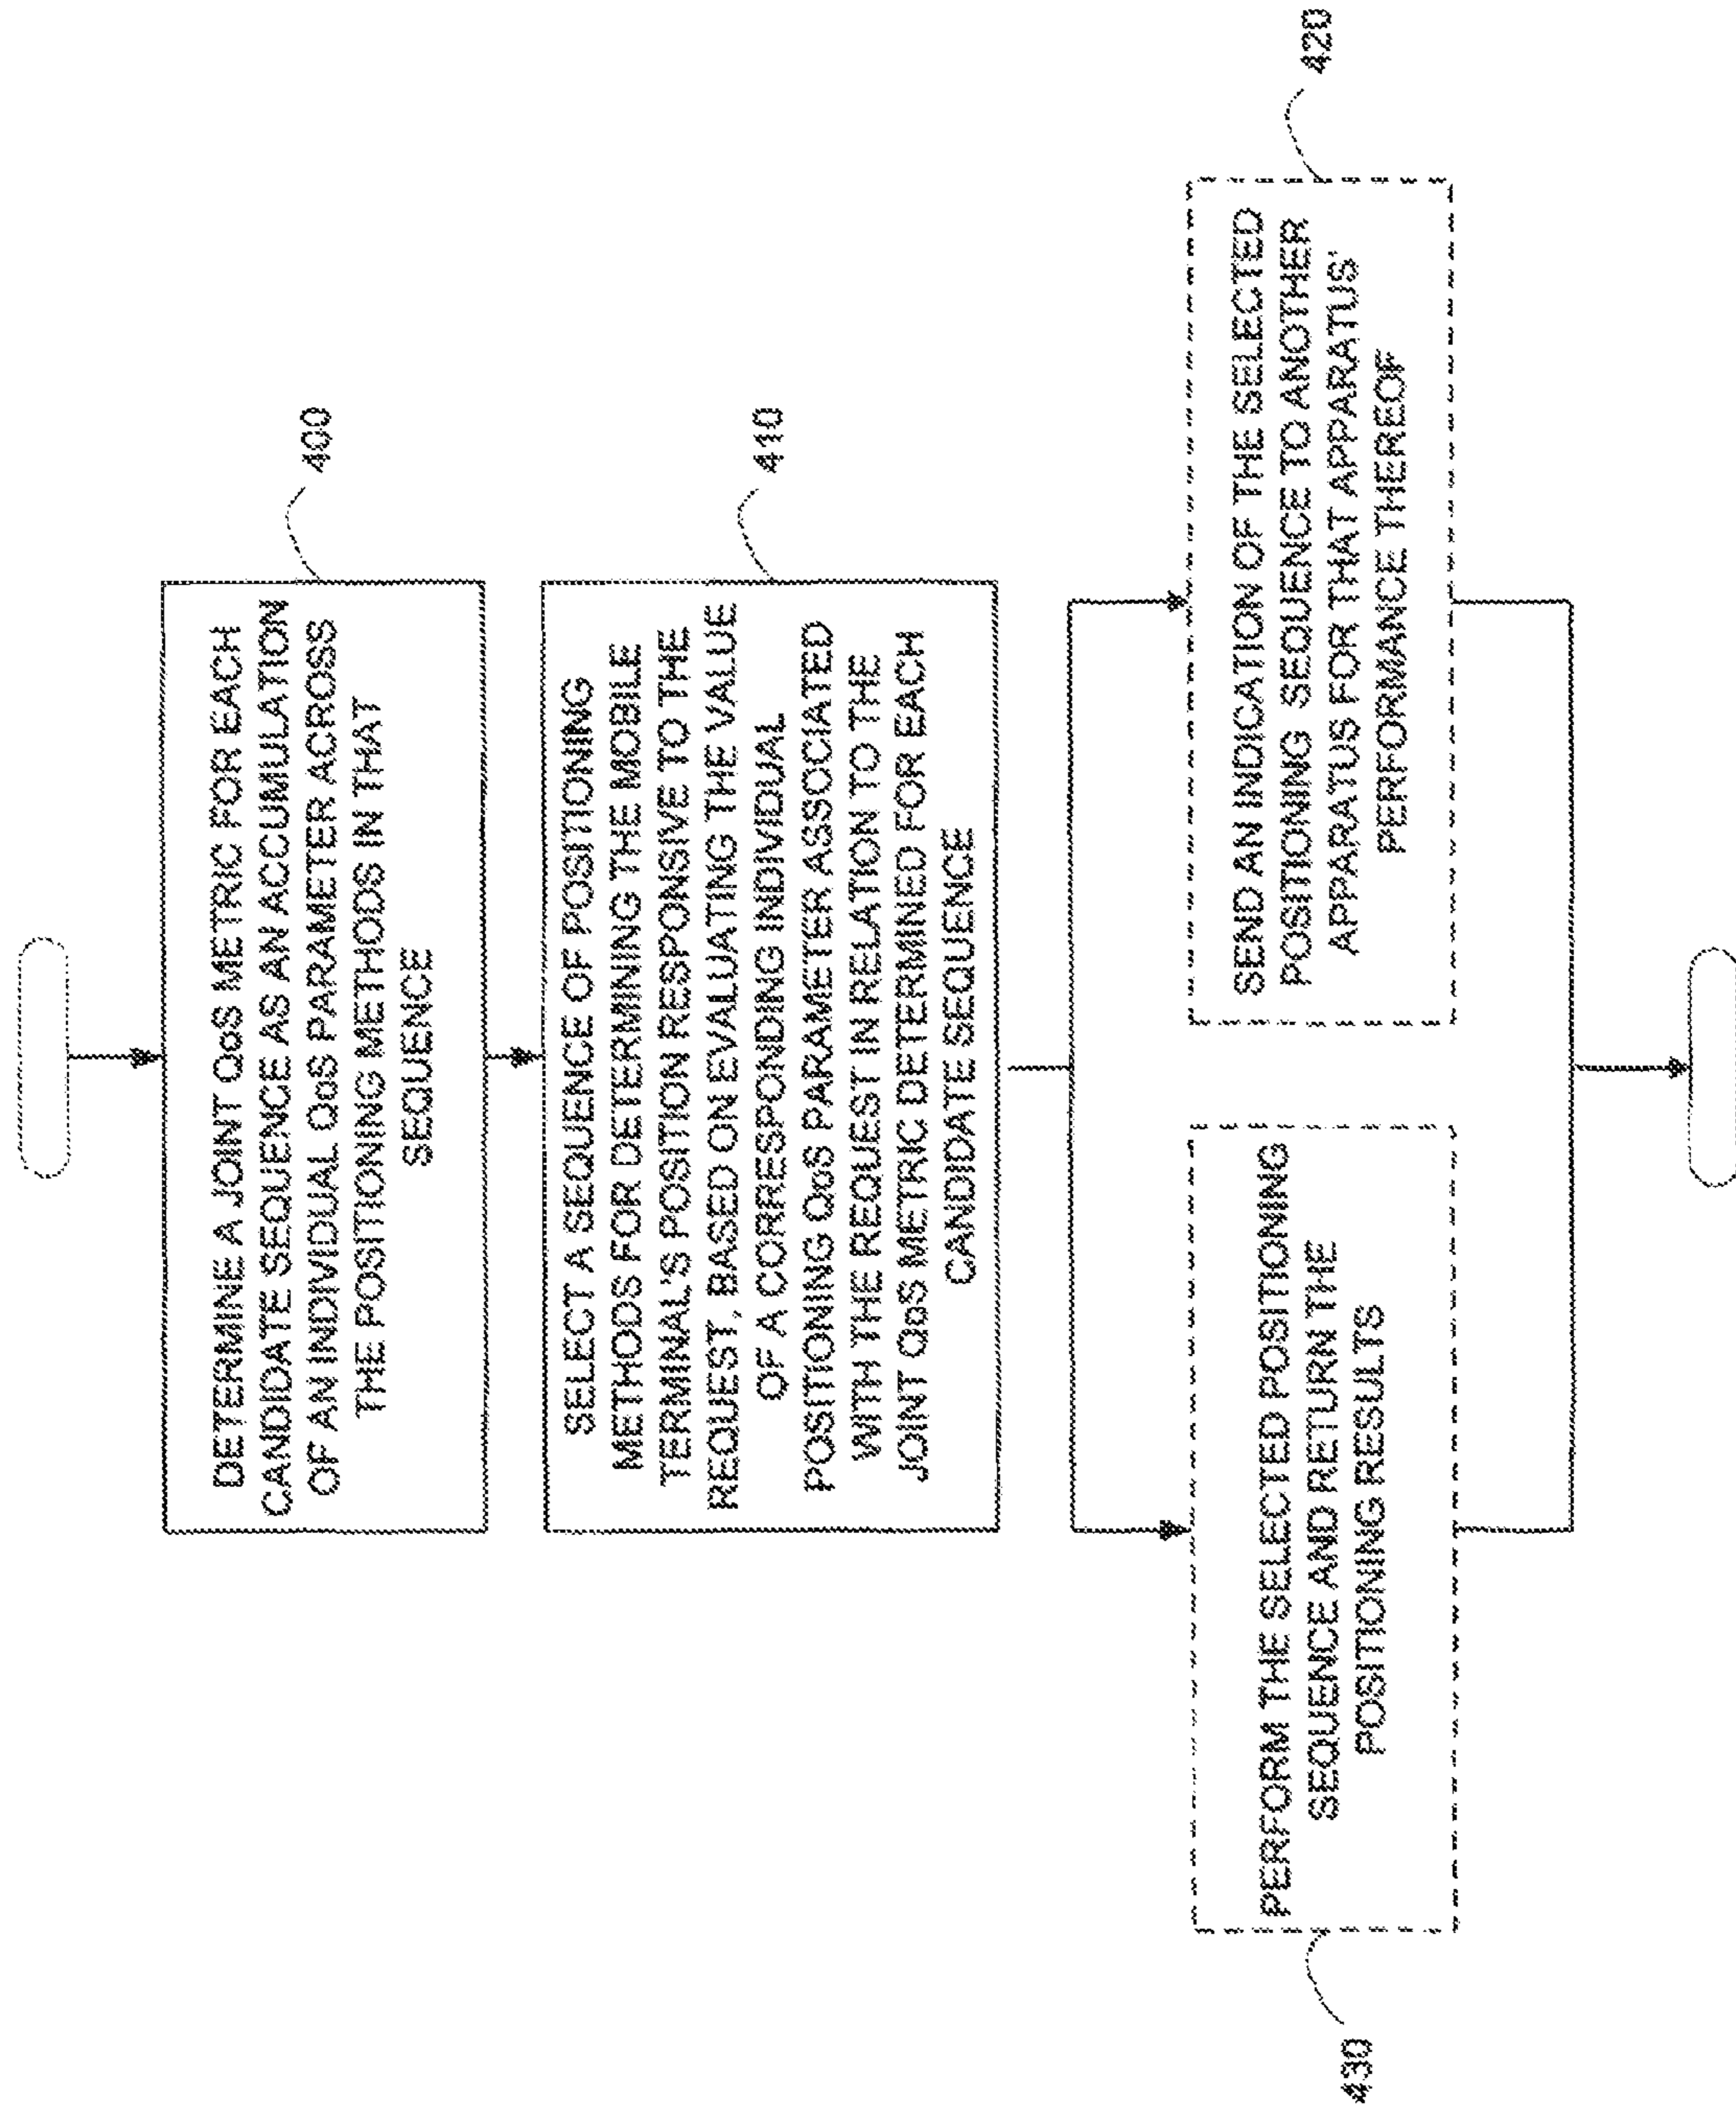 DETERMINE A JOINT QoS METRIC FOR EACH
CANDIDATE SEQUENCE AS AN ACCUMULATION
OF AN INDIVIDUAL QoS PARAMETER ACROSS
THE POSITIONING METHODS IN THAT
SEQUENCE
400
SELECT A SEQUENCE OF POSITIONING
METHODS FOR DETERMINING THE MOBILE
TERMINAL'S POSITION RESPONSIVE TO THE
REQUEST, BASED ON EVALUATING THE VALUE
OF A CORRESPONDING INDIVIDUAL
POSITIONING QoS PARAMETER ASSOCIATED
WITH THE REQUEST IN RELATION TO THE
JOINT QoS METRIC DETERMINED FOR EACH
CANDIDATE SEQUENCE
410
PERFORM THE SELECTED POSITIONING
SEQUENCE AND RETURN THE
POSITIONING RESULTS
430
SEND AN INDICATION OF THE SELECTED
POSITIONING SEQUENCE TO ANOTHER
APPARATUS FOR THAT APPARATUS'
PERFORMANCE THEREOF
420